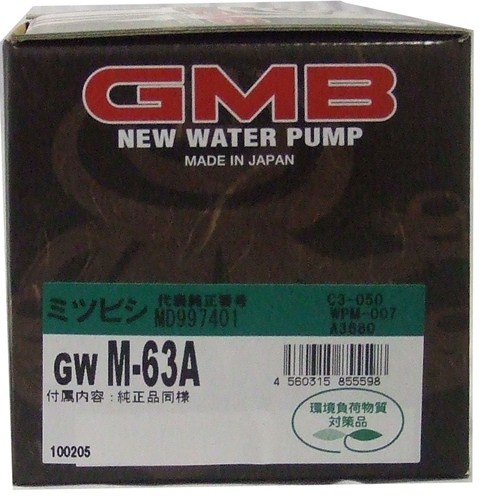 GMB
NEW WATER PUMP
MADE IN JAPAN
ミツビシ
代表純正番号
MD997401
C3-050
WPM-007
A3680
GW M-63A
付属内容:純正品同様
4 560315 855598
環境負荷物質
対策品
100205